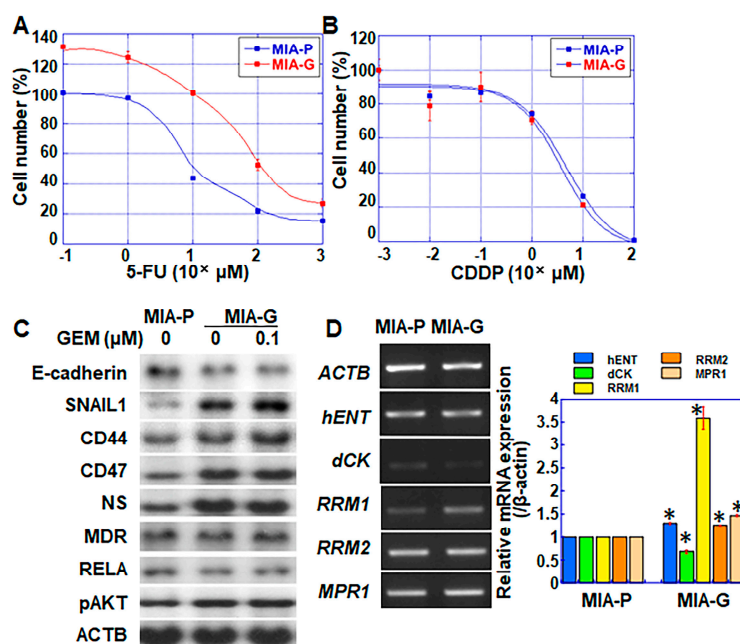 A
Cell number (%)
140
120
100
80
60
40
20
0
MIA-P
MIA-G
-1
0
1
2
3
5-FU (10ˣ μM)
B
Cell number (%)
120
100
80
60
40
20
0
MIA-P
MIA-G
-3
-2
-1
0
1
2
CDDP (10ˣ μM)
C
MIA-P
MIA-G
GEM (μM)
0
0
0.1
E-cadherin
SNAIL1
CD44
CD47
NS
MDR
RELA
pAKT
ACTB
D
MIA-P MIA-G
ACTB
hENT
dCK
RRM1
RRM2
MPR1
hENT
dCK
RRM1
RRM2
MPR1
Relative mRNA expression
(/β-actin)
4
3.5
3
2.5
2
1.5
1
0.5
0
*
*
*
*
*
MIA-P
MIA-G